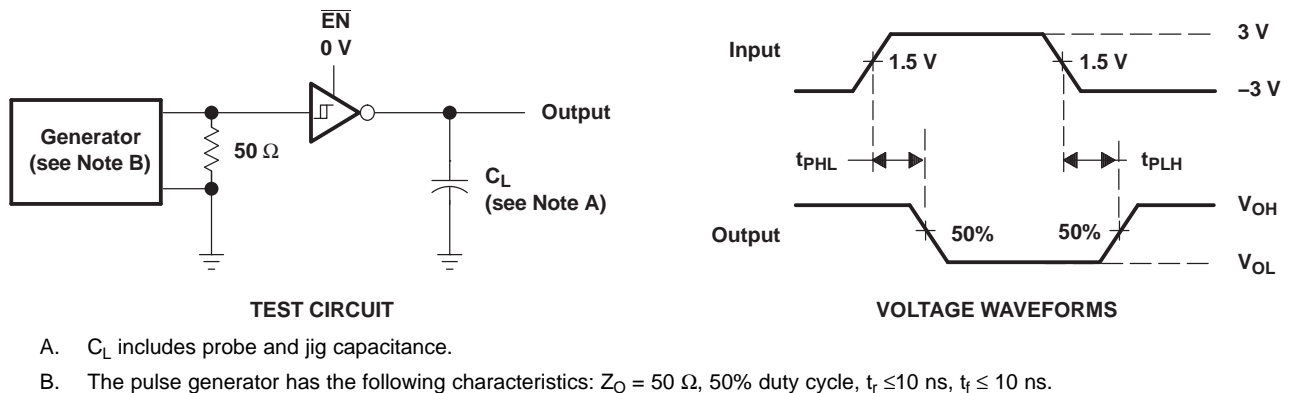 EN
0 V
Generator
(see Note B)
50 Ω
Output
CL
(see Note A)
TEST CIRCUIT
Input
3 V
1.5 V
1.5 V
–3 V
tPHL
tPLH
Output
50%
50%
VOH
VOL
VOLTAGE WAVEFORMS
A. CL includes probe and jig capacitance.
B. The pulse generator has the following characteristics: ZO = 50 Ω, 50% duty cycle, tr ≤10 ns, tf ≤ 10 ns.